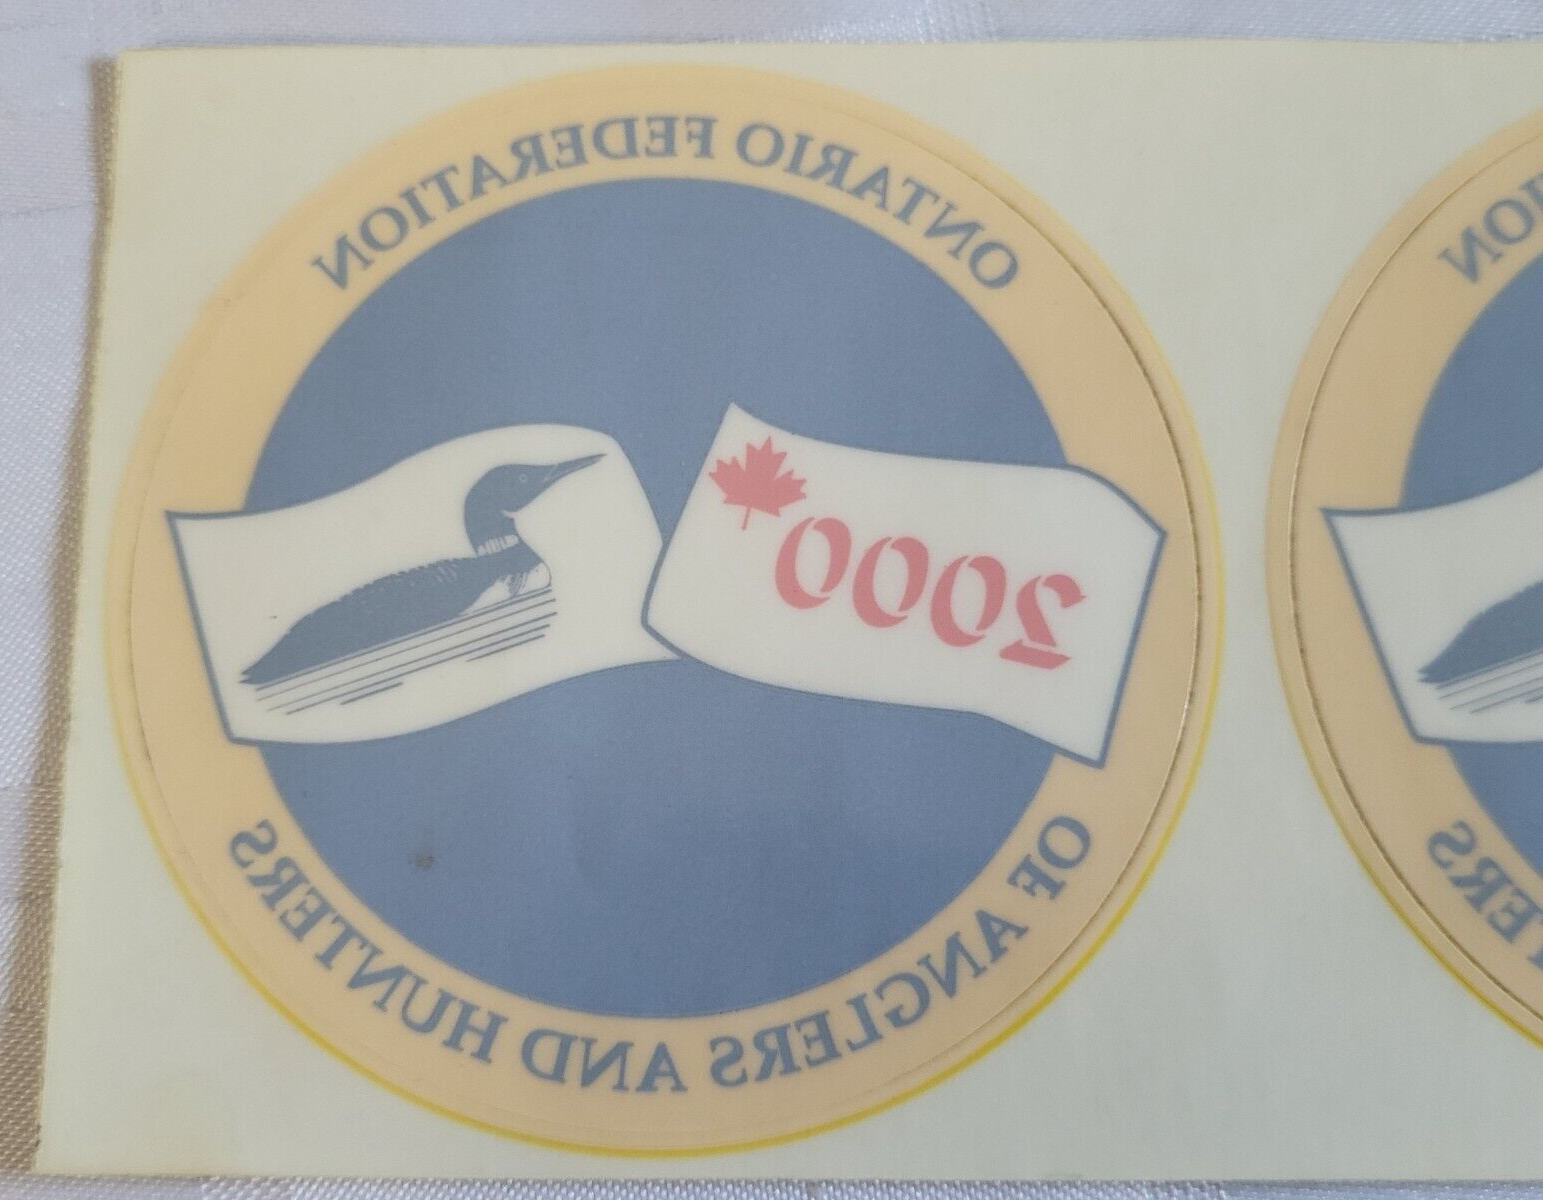 ONTARIO FEDERATION
2000
OF ANGLERS AND HUNTERS